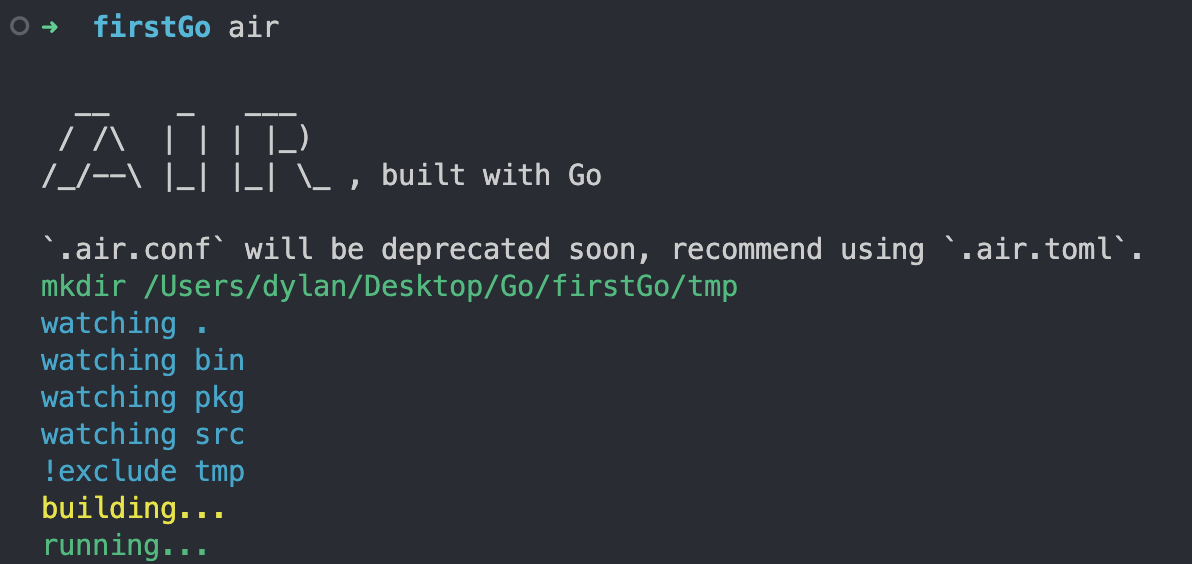 ➜  firstGo air
  __    _   ___
 / /\  | | | |_)
/_/--\ |_| |_| \_ , built with Go
`.air.conf` will be deprecated soon, recommend using `.air.toml`.
mkdir /Users/dylan/Desktop/Go/firstGo/tmp
watching .
watching bin
watching pkg
watching src
!exclude tmp
building...
running...